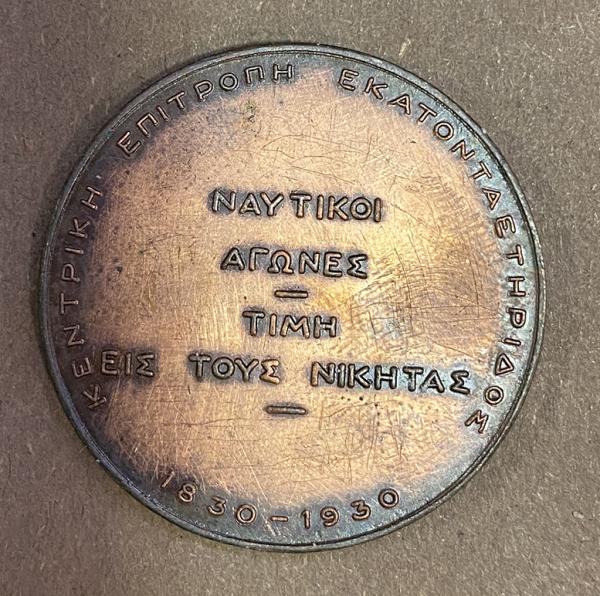 ΚΕΝΤΡΙΚΗ ΕΠΙΤΡΟΠΗ ΕΚΑΤΟΝΤΑΕΤΗΡΙΔΟΣ
ΝΑΥΤΙΚΟΙ
ΑΓΩΝΕΣ
—
ΤΙΜΗ
ΕΙΣ ΤΟΥΣ ΝΙΚΗΤΑΣ
—
1830-1930